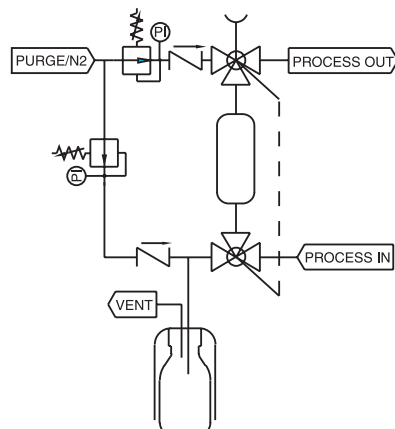 PURGE/N2
PI
PROCESS OUT
PI
PROCESS IN
VENT